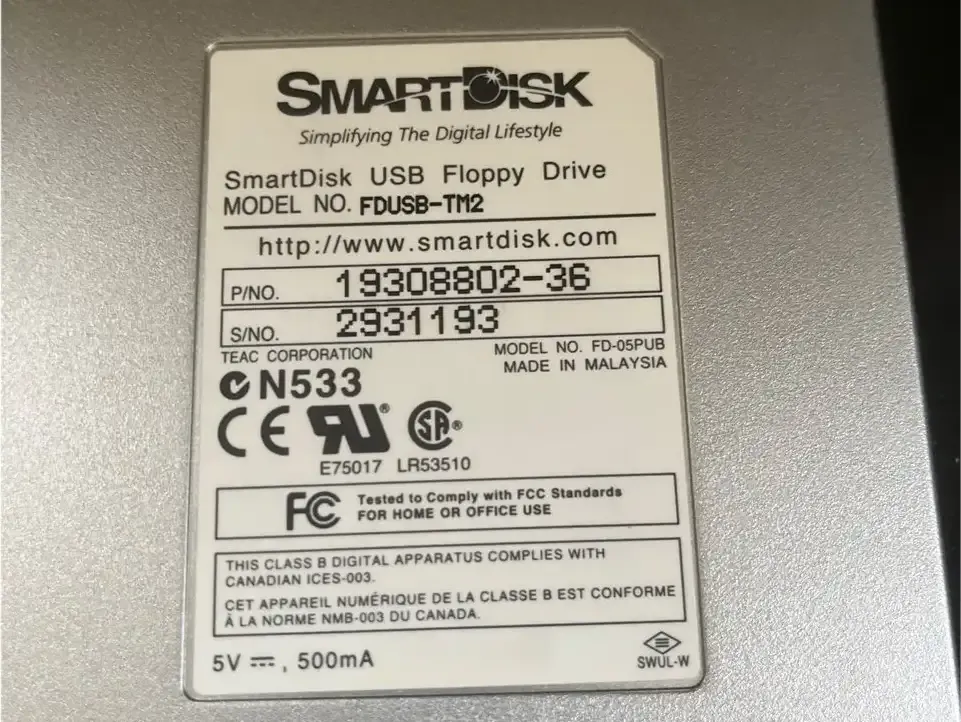 SMARTDISK
Simplifying The Digital Lifestyle
SmartDisk USB Floppy Drive
MODEL NO. FDUSB-TM2
http://www.smartdisk.com
P/NO. 19308802-36
S/NO. 2931193
TEAC CORPORATION MODEL NO. FD-05PUB
MADE IN MALAYSIA
N533
CE RU® SA®
E75017 LR53510
FC Tested to Comply with FCC Standards
FOR HOME OR OFFICE USE
THIS CLASS B DIGITAL APPARATUS COMPLIES WITH
CANADIAN ICES-003.
CET APPAREIL NUMÉRIQUE DE LA CLASSE B EST CONFORME
À LA NORME NMB-003 DU CANADA.
5V ⎓, 500mA
SWUL-W